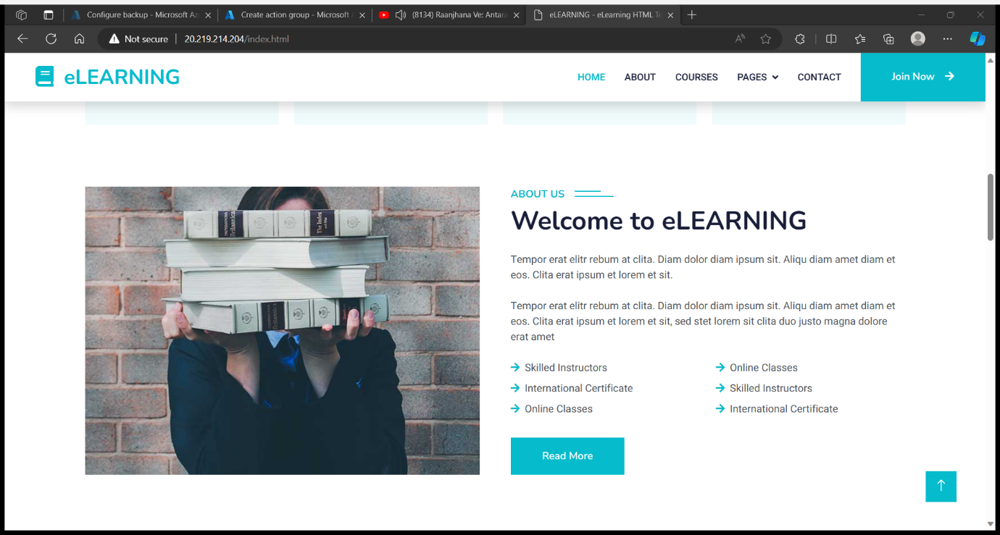 Configure backup - Microsoft Az
Create action group - Microsoft A
(8134) Raanjhana Ve: Antara
eLEARNING - eLearning HTML Te
Not secure
20.219.214.204/index.html
eLEARNING
HOME
ABOUT
COURSES
PAGES
CONTACT
Join Now
ABOUT US
Welcome to eLEARNING
Tempor erat elitr rebum at clita. Diam dolor diam ipsum sit. Aliqu diam amet diam et
eos. Clita erat ipsum et lorem et sit.
Tempor erat elitr rebum at clita. Diam dolor diam ipsum sit. Aliqu diam amet diam et
eos. Clita erat ipsum et lorem et sit, sed stet lorem sit clita duo justo magna dolore
erat amet
Skilled Instructors
Online Classes
International Certificate
Skilled Instructors
Online Classes
International Certificate
Read More
Britannica
The Index
Britannica